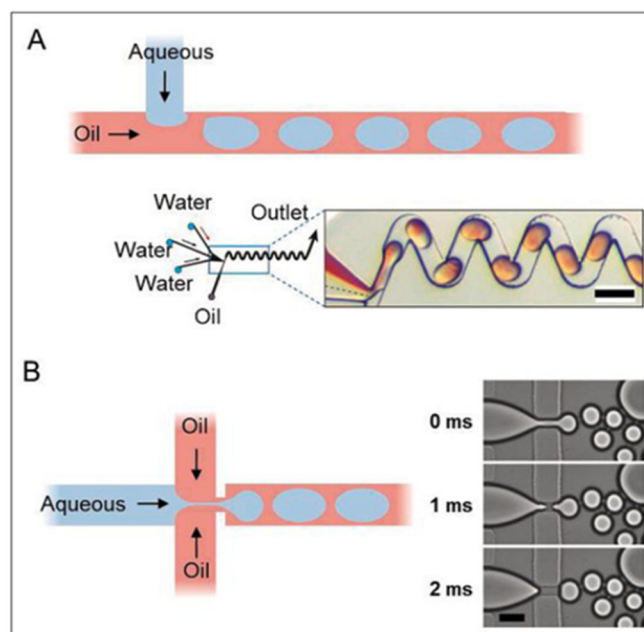 A
Aqueous
Oil
Water
Outlet
Water
Water
Oil
B
Oil
0 ms
Aqueous
1 ms
Oil
2 ms